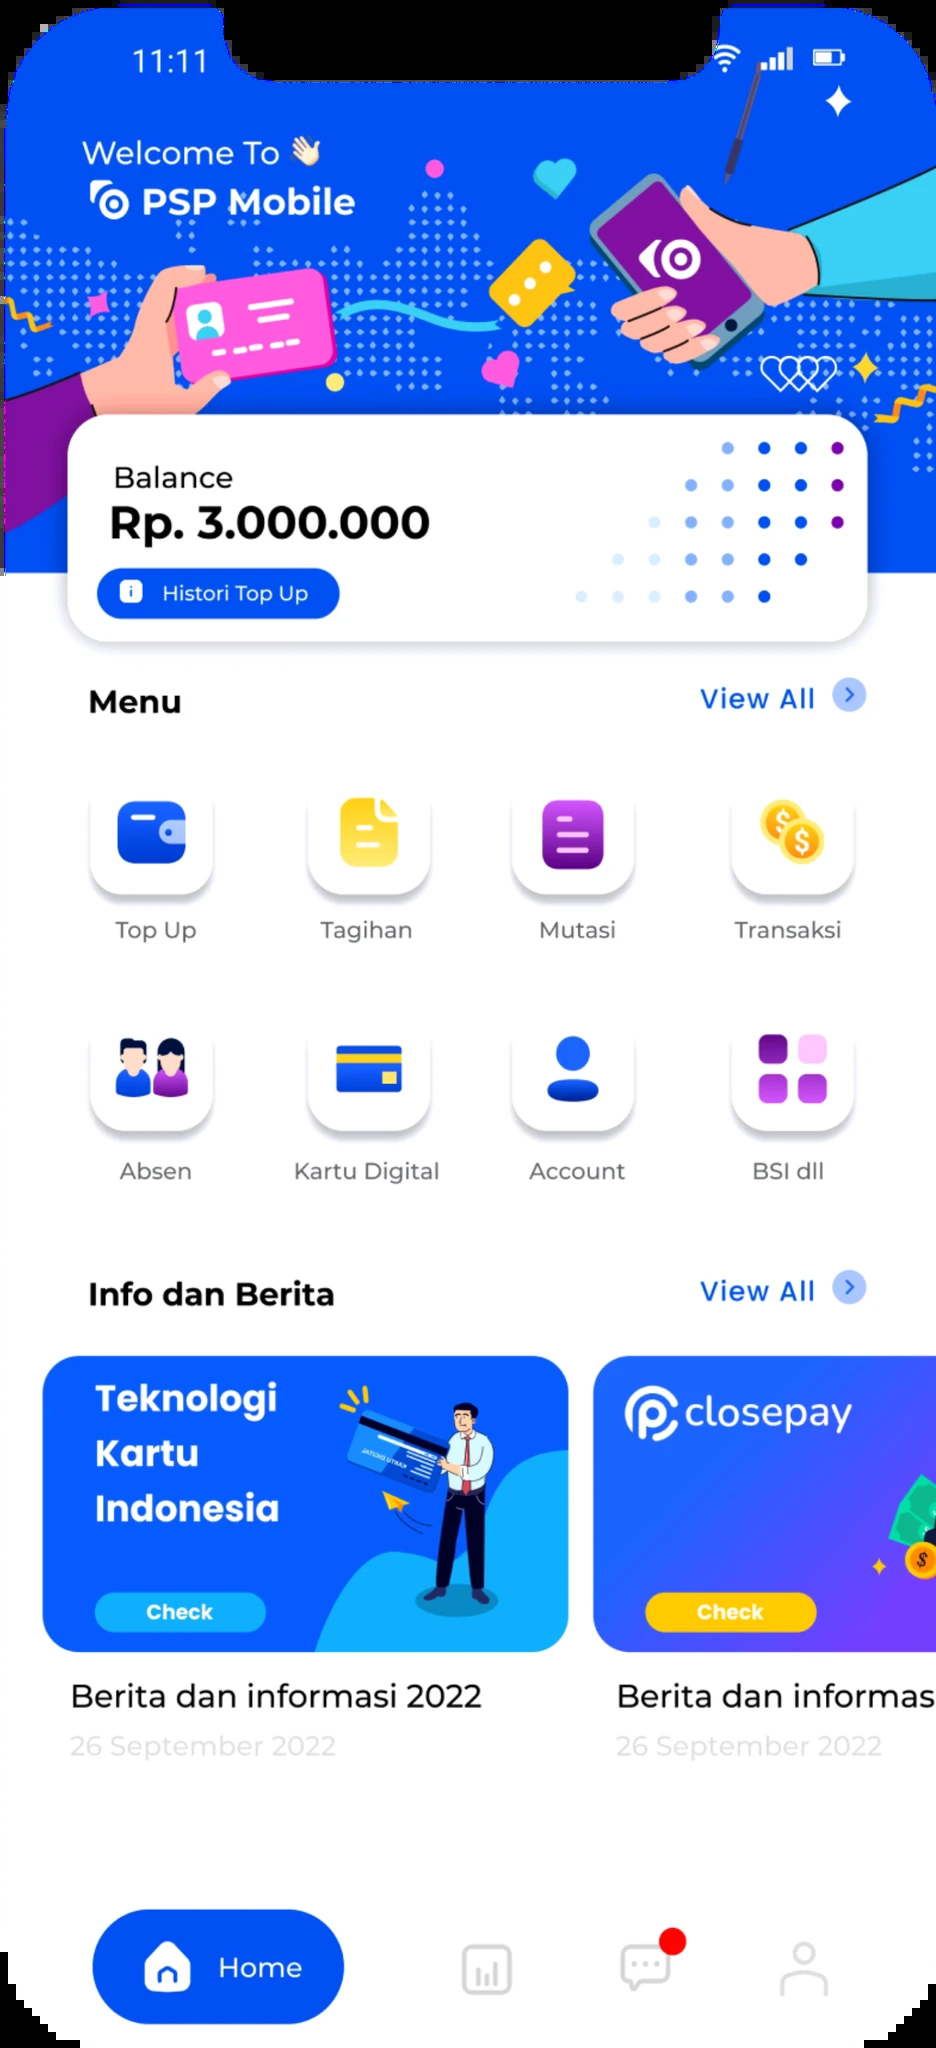 11:11
Welcome To 👋
PSP Mobile
Balance
Rp. 3.000.000
Histori Top Up
Menu
View All
Top Up
Tagihan
Mutasi
Transaksi
Absen
Kartu Digital
Account
BSI dll
Info dan Berita
View All
Teknologi
Kartu
Indonesia
KARTU DIGITAL
Check
closepay
Check
Berita dan informasi 2022
26 September 2022
Berita dan informas
26 September 2022
Home